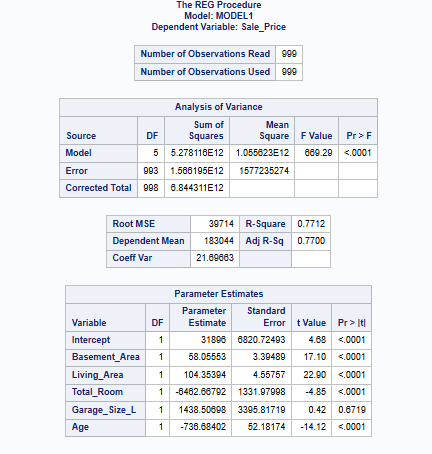 The REG Procedure
Model: MODEL1
Dependent Variable: Sale_Price
Number of Observations Read 999
Number of Observations Used 999
Analysis of Variance
Source DF Sum of Squares Mean Square F Value Pr > F
Model 5 5.278116E12 1.055623E12 669.29 <.0001
Error 993 1.566195E12 1577235274
Corrected Total 998 6.844311E12
Root MSE 39714 R-Square 0.7712
Dependent Mean 183044 Adj R-Sq 0.7700
Coeff Var 21.69663
Parameter Estimates
Variable DF Parameter Estimate Standard Error t Value Pr > |t|
Intercept 1 31896 6820.72493 4.68 <.0001
Basement_Area 1 58.05553 3.39489 17.10 <.0001
Living_Area 1 104.35394 4.55757 22.90 <.0001
Total_Room 1 -6462.66792 1331.97998 -4.85 <.0001
Garage_Size_L 1 1438.50698 3395.81719 0.42 0.6719
Age 1 -736.68402 52.18174 -14.12 <.0001